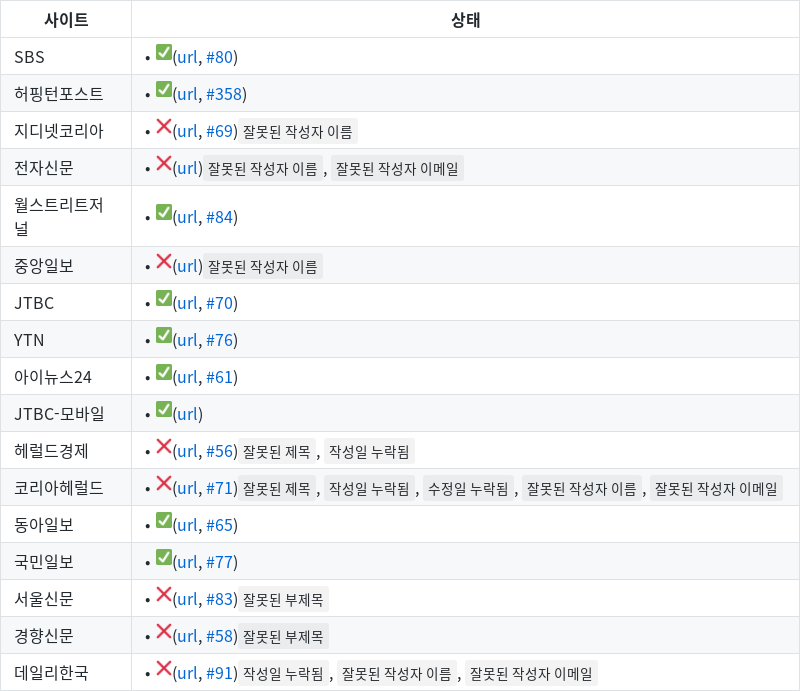 사이트 상태
SBS • ✅(url, #80)
허핑턴포스트 • ✅(url, #358)
지디넷코리아 • ❌(url, #69) 잘못된 작성자 이름
전자신문 • ❌(url) 잘못된 작성자 이름 , 잘못된 작성자 이메일
월스트리트저
널 • ✅(url, #84)
중앙일보 • ❌(url) 잘못된 작성자 이름
JTBC • ✅(url, #70)
YTN • ✅(url, #76)
아이뉴스24 • ✅(url, #61)
JTBC-모바일 • ✅(url)
헤럴드경제 • ❌(url, #56) 잘못된 제목 , 작성일 누락됨
코리아헤럴드 • ❌(url, #71) 잘못된 제목 , 작성일 누락됨 , 수정일 누락됨 , 잘못된 작성자 이름 , 잘못된 작성자 이메일
동아일보 • ✅(url, #65)
국민일보 • ✅(url, #77)
서울신문 • ❌(url, #83) 잘못된 부제목
경향신문 • ❌(url, #58) 잘못된 부제목
데일리한국 • ❌(url, #91) 작성일 누락됨 , 잘못된 작성자 이름 , 잘못된 작성자 이메일